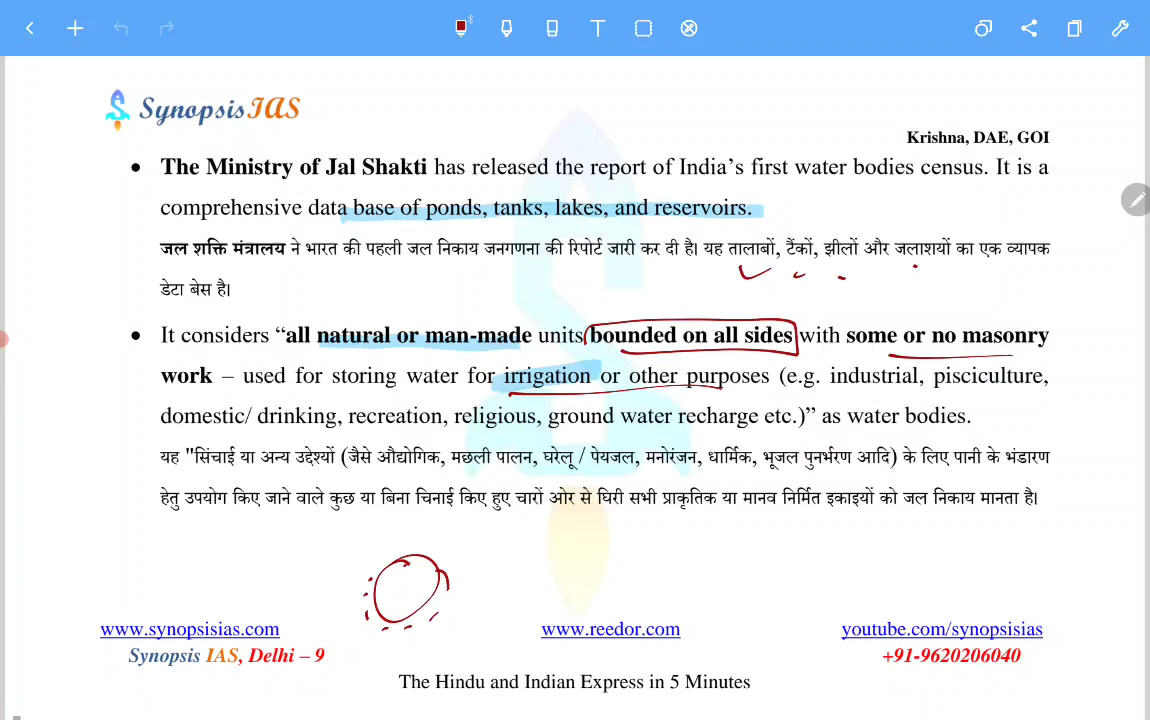 Synopsis IAS
Krishna, DAE, GOI
• The Ministry of Jal Shakti has released the report of India’s first water bodies census. It is a
comprehensive data base of ponds, tanks, lakes, and reservoirs.
जल शक्ति मंत्रालय ने भारत की पहली जल निकाय जनगणना की रिपोर्ट जारी कर दी है। यह तालाबों, टैंकों, झीलों और जलाशयों का एक व्यापक
डेटा बेस है।
• It considers “all natural or man-made units bounded on all sides with some or no masonry
work – used for storing water for irrigation or other purposes (e.g. industrial, pisciculture,
domestic/ drinking, recreation, religious, ground water recharge etc.)” as water bodies.
यह "सिंचाई या अन्य उद्देश्यों (जैसे औद्योगिक, मछली पालन, घरेलू / पेयजल, मनोरंजन, धार्मिक, भूजल पुनर्भरण आदि) के लिए पानी के भंडारण
हेतु उपयोग किए जाने वाले कुछ या बिना चिनाई किए हुए चारों ओर से घिरी सभी प्राकृतिक या मानव निर्मित इकाइयों को जल निकाय मानता है।
www.synopsisias.com www.reedor.com youtube.com/synopsisias
Synopsis IAS, Delhi – 9 +91-9620206040
The Hindu and Indian Express in 5 Minutes